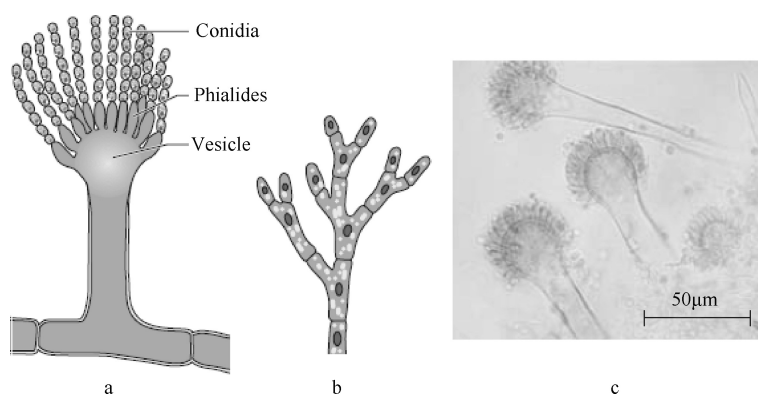 Conidia
Phialides
Vesicle
50μm
a
b
c